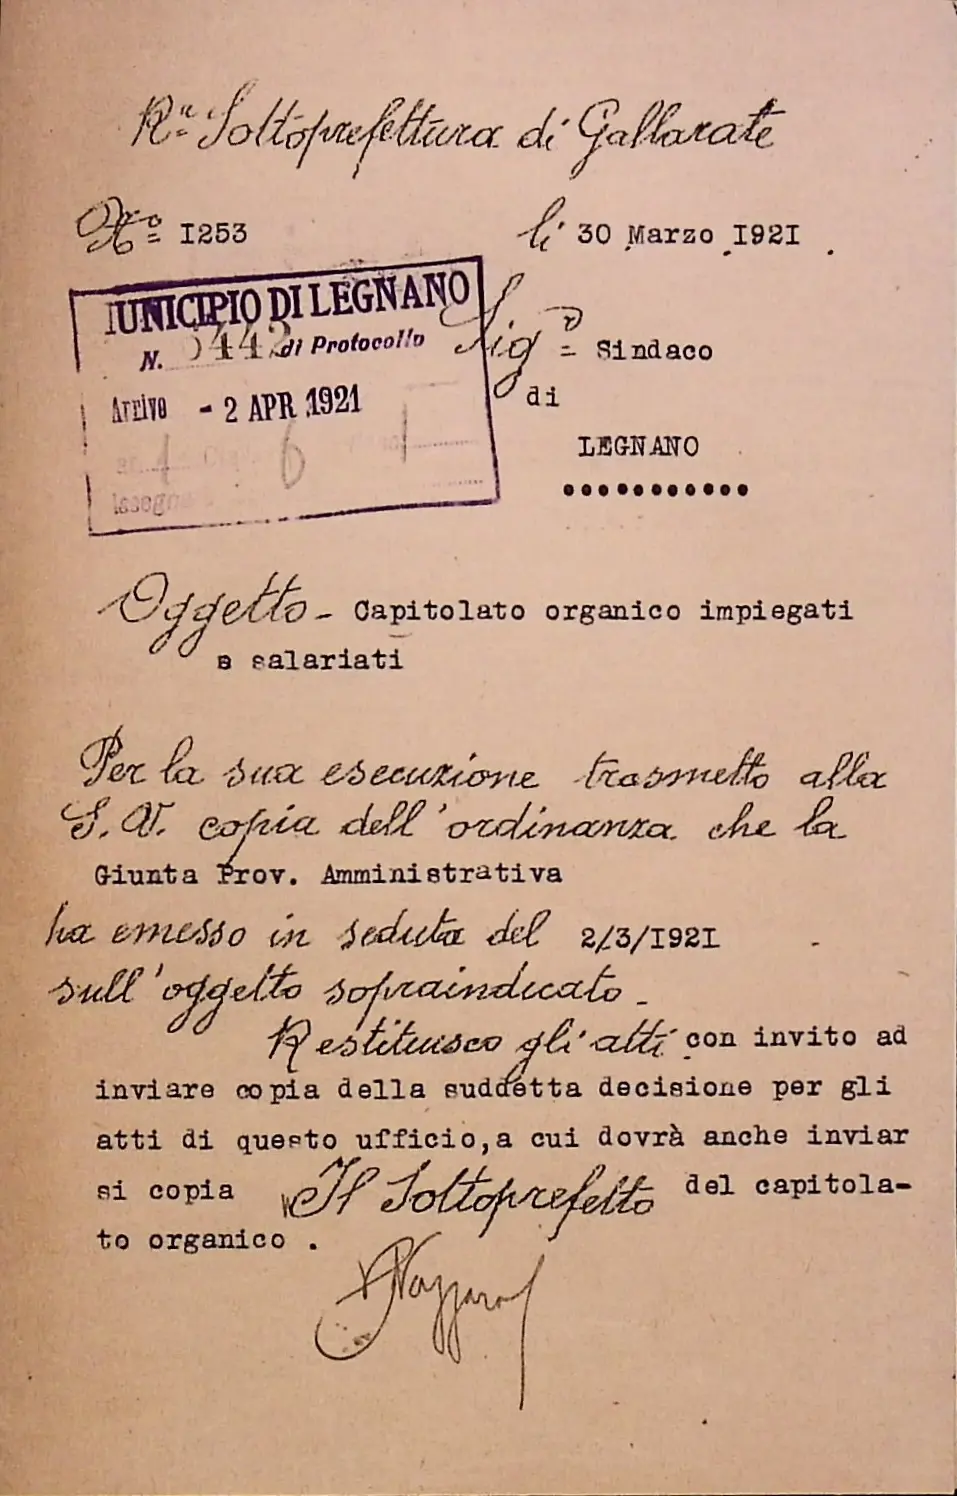 R.ª Sottoprefettura di Gallarate
N.º 1253
lì 30 Marzo 1921.
MUNICIPIO DI LEGNANO
N. 3442 di Protocollo
Arrivo - 2 APR 1921
Sig.º Sindaco
di
LEGNANO
...........
Oggetto - Capitolato organico impiegati
e salariati
Per la sua esecuzione trasmetto alla
S. V. copia dell'ordinanza che la
Giunta Prov. Amministrativa
ha emesso in seduta del 2/3/1921
sull'oggetto sopraindicato -
Restituisco gli atti con invito ad
inviare copia della suddetta decisione per gli
atti di questo ufficio, a cui dovrà anche inviar
si copia del capitola-
to organico .
Il Sottoprefetto